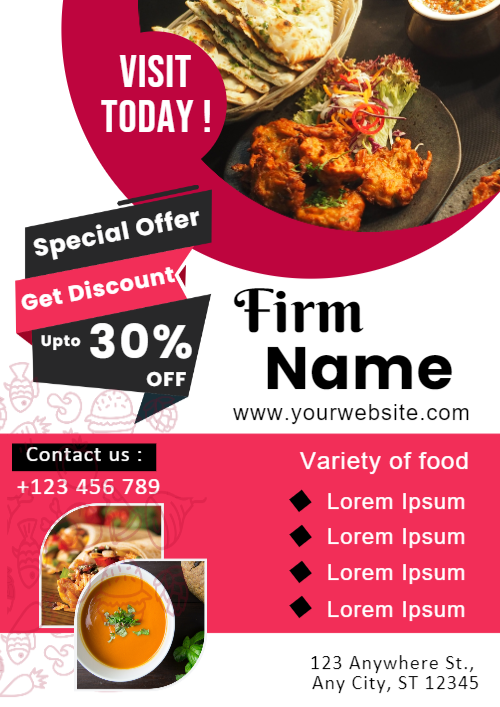 VISIT
TODAY !
Special Offer
Get Discount
Upto 30%
OFF
Firm
Name
www.yourwebsite.com
Contact us :
+123 456 789
Variety of food
Lorem Ipsum
Lorem Ipsum
Lorem Ipsum
Lorem Ipsum
123 Anywhere St.,
Any City, ST 12345